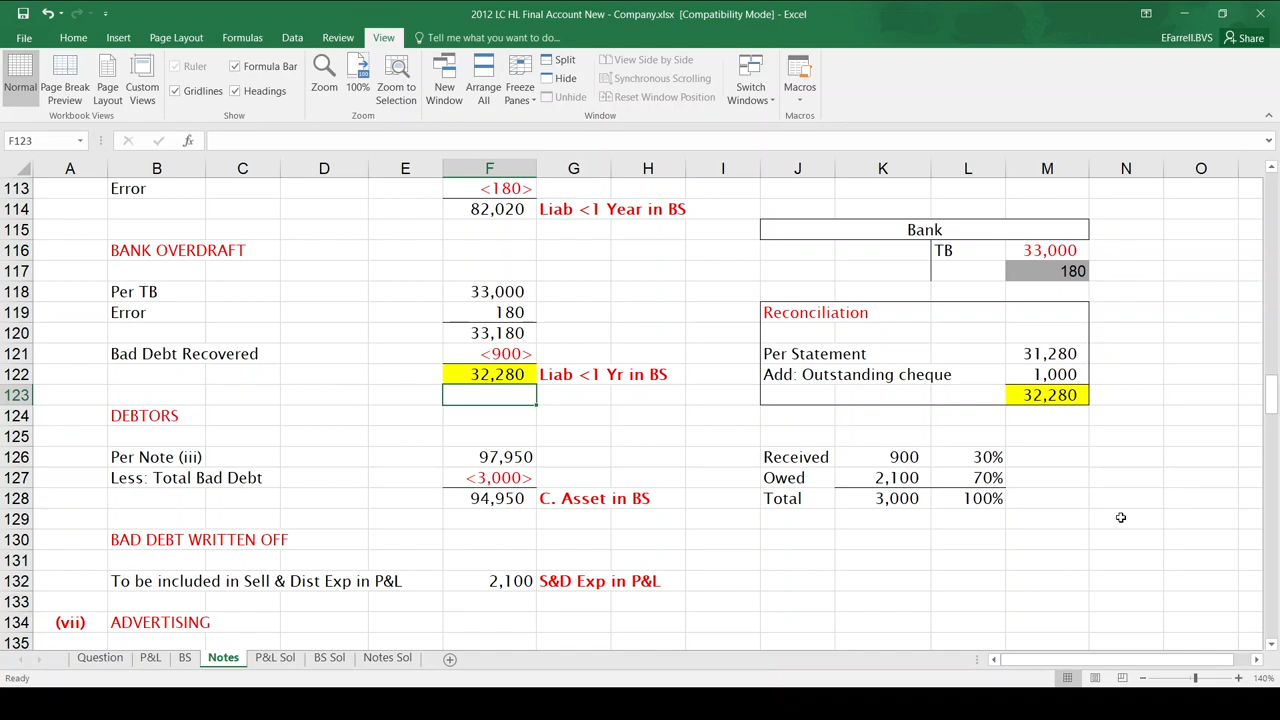 2012 LC HL Final Account New - Company.xlsx [Compatibility Mode] - Excel
File Home Insert Page Layout Formulas Data Review View Tell me what you want to do... EFarrell.BVS Share
Normal Page Break Preview Page Layout Custom Views Ruler Formula Bar Gridlines Headings Zoom 100% Zoom to Selection New Window Arrange All Freeze Panes Split Hide Unhide View Side by Side Synchronous Scrolling Reset Window Position Switch Windows Macros
Workbook Views Show Zoom Window Macros
F123 fx
A B C D E F G H I J K L M N O
113 Error <180>
114 82,020 Liab <1 Year in BS
115 Bank
116 BANK OVERDRAFT TB 33,000
117 180
118 Per TB 33,000
119 Error 180 Reconciliation
120 33,180
121 Bad Debt Recovered <900> Per Statement 31,280
122 32,280 Liab <1 Yr in BS Add: Outstanding cheque 1,000
123 32,280
124 DEBTORS
125
126 Per Note (iii) 97,950 Received 900 30%
127 Less: Total Bad Debt <3,000> Owed 2,100 70%
128 94,950 C. Asset in BS Total 3,000 100%
129
130 BAD DEBT WRITTEN OFF
131
132 To be included in Sell & Dist Exp in P&L 2,100 S&D Exp in P&L
133
134 (vii) ADVERTISING
135
Question P&L BS Notes P&L Sol BS Sol Notes Sol
Ready 140%